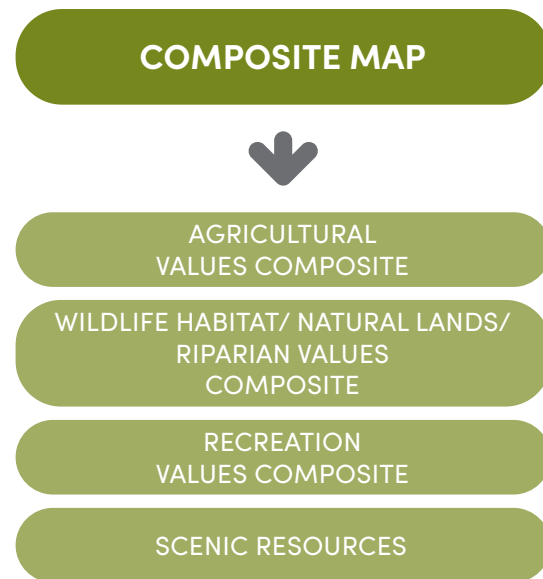 COMPOSITE MAP
AGRICULTURAL
VALUES COMPOSITE
WILDLIFE HABITAT/ NATURAL LANDS/
RIPARIAN VALUES
COMPOSITE
RECREATION
VALUES COMPOSITE
SCENIC RESOURCES